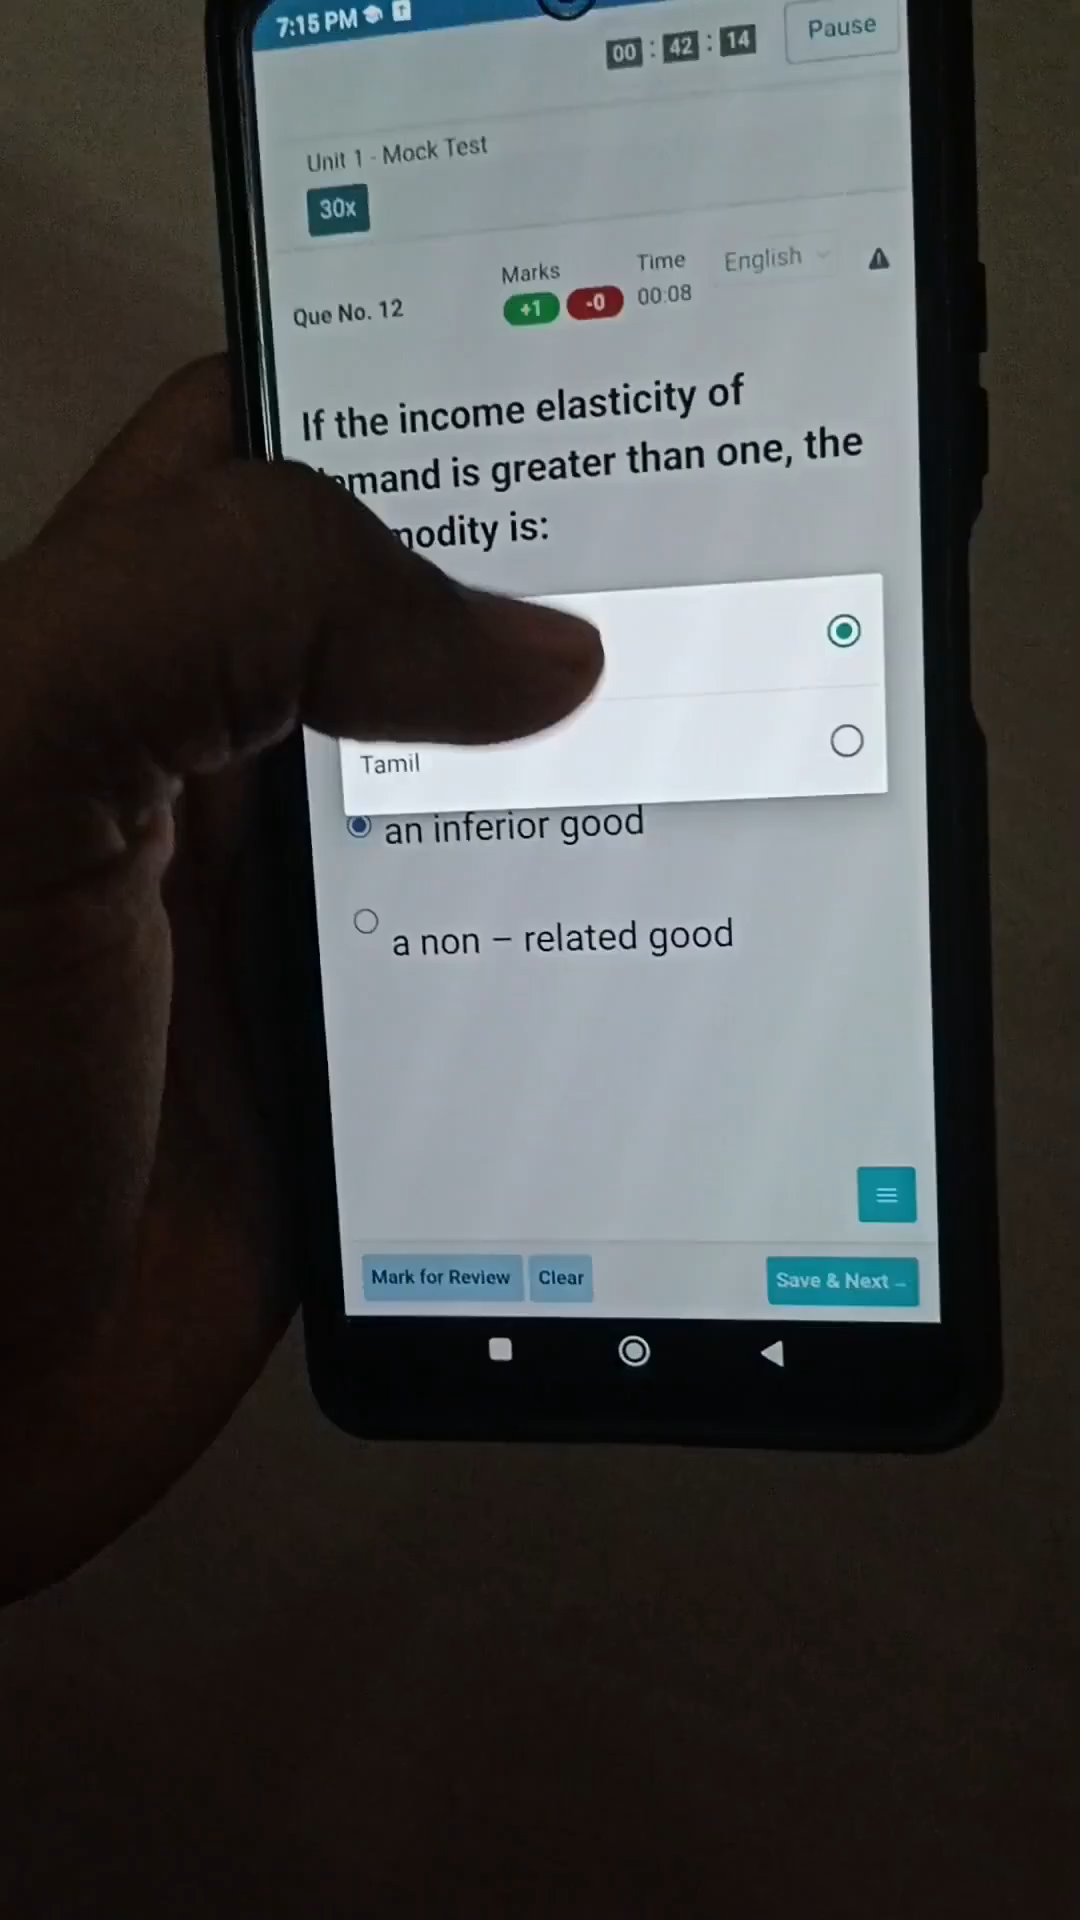 7:15 PM
00 : 42 : 14
Pause
Unit 1 - Mock Test
30x
Que No. 12
Marks
+1 -0
Time
00:08
English
If the income elasticity of
emand is greater than one, the
modity is:
Tamil
an inferior good
a non – related good
Mark for Review
Clear
Save & Next